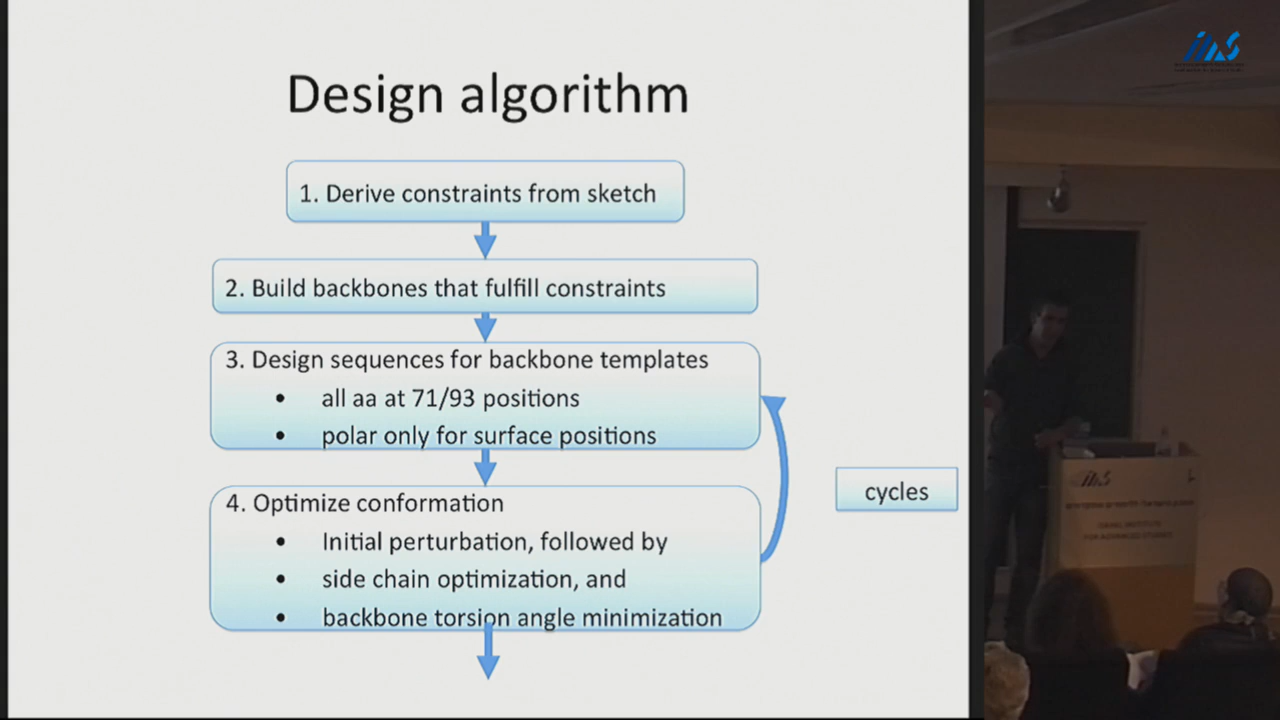 Design algorithm
1. Derive constraints from sketch
2. Build backbones that fulfill constraints
3. Design sequences for backbone templates
• all aa at 71/93 positions
• polar only for surface positions
cycles
4. Optimize conformation
• Initial perturbation, followed by
• side chain optimization, and
• backbone torsion angle minimization